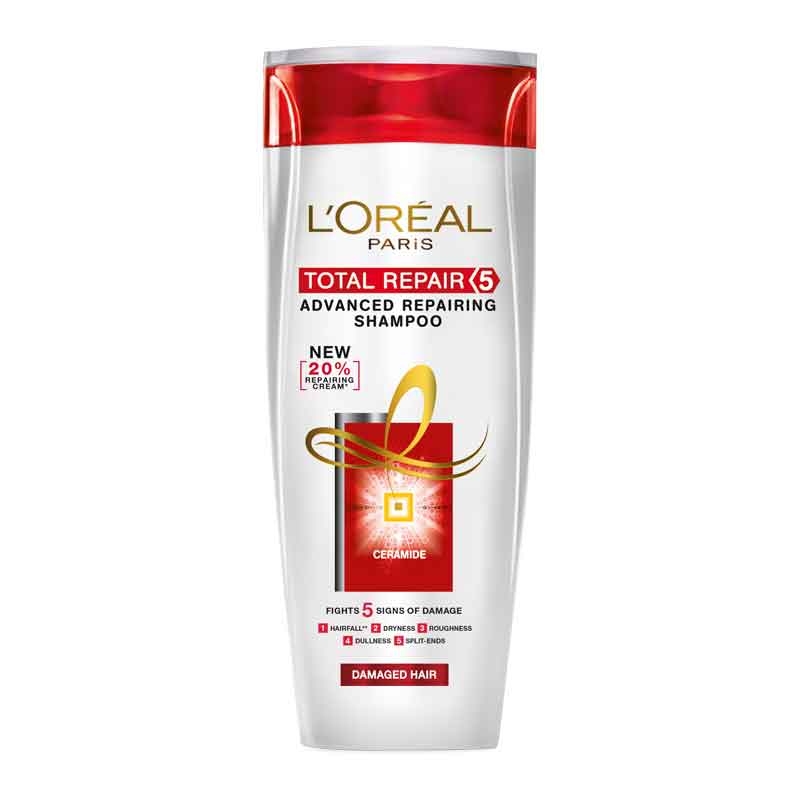 L'ORÉAL
PARiS
TOTAL REPAIR 5
ADVANCED REPAIRING
SHAMPOO
NEW
20%
REPAIRING
CREAM*
CERAMIDE
FIGHTS 5 SIGNS OF DAMAGE
1 HAIRFALL** 2 DRYNESS 3 ROUGHNESS
4 DULLNESS 5 SPLIT-ENDS
DAMAGED HAIR